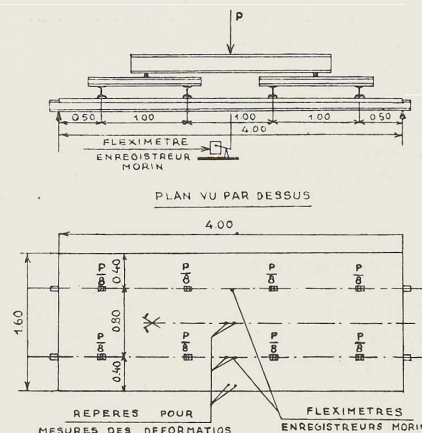 P
0.50 1.00 1.00 1.00 0.50
4.00
FLEXIMETRE
ENREGISTREUR
MORIN
PLAN VU PAR DESSUS
4.00
P/8 P/8 P/8 P/8
0.40
1.60
0.80
P/8 P/8 P/8 P/8
0.40
REPERES POUR
MESURES DES DEFORMATIOS
FLEXIMETRES
ENREGISTREURS MORIN